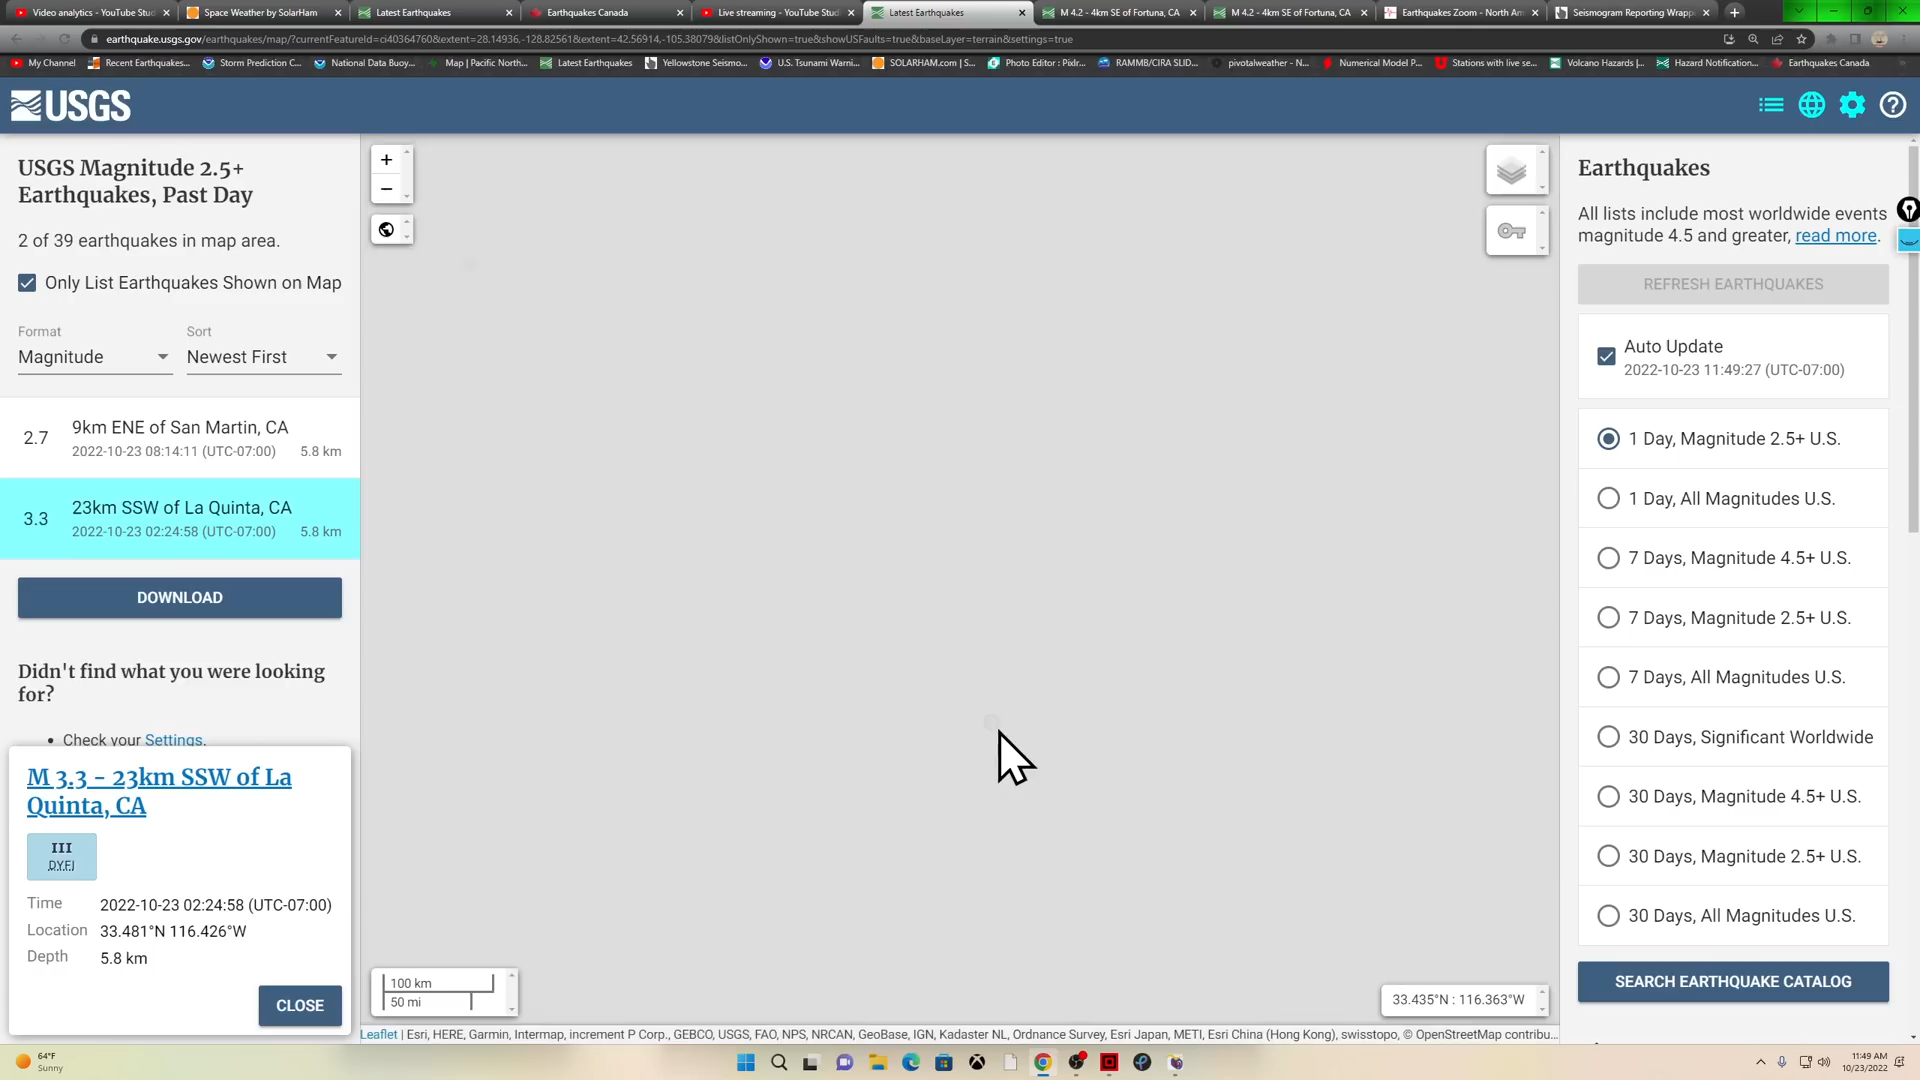 Video analytics - YouTube Stud
Space Weather by SolarHam
Latest Earthquakes
Earthquakes Canada
Live streaming - YouTube Stud
Latest Earthquakes
M 4.2 - 4km SE of Fortuna, CA
M 4.2 - 4km SE of Fortuna, CA
Earthquakes Zoom - North Am
Seismogram Reporting Wrapp
earthquake.usgs.gov/earthquakes/map/?currentFeatureId=ci40364760&extent=28.14936,-128.82561&extent=42.56914,-105.38079&listOnlyShown=true&showUSFaults=true&baseLayer=terrain&settings=true
My Channel
Recent Earthquakes...
Storm Prediction C...
National Data Buoy...
Map | Pacific North...
Latest Earthquakes
Yellowstone Seismo...
U.S. Tsunami Warni...
SOLARHAM.com | S...
Photo Editor : Pixlr...
RAMMB/CIRA SLID...
pivotalweather - N...
Numerical Model P...
Stations with live se...
Volcano Hazards |...
Hazard Notification...
Earthquakes Canada
USGS
USGS Magnitude 2.5+
Earthquakes, Past Day
2 of 39 earthquakes in map area.
Only List Earthquakes Shown on Map
Format
Sort
Magnitude
Newest First
2.7
9km ENE of San Martin, CA
2022-10-23 08:14:11 (UTC-07:00) 5.8 km
3.3
23km SSW of La Quinta, CA
2022-10-23 02:24:58 (UTC-07:00) 5.8 km
DOWNLOAD
Didn't find what you were looking
for?
• Check your Settings.
M 3.3 - 23km SSW of La
Quinta, CA
III
DYFI
Time 2022-10-23 02:24:58 (UTC-07:00)
Location 33.481°N 116.426°W
Depth 5.8 km
CLOSE
+
−
100 km
50 mi
33.435°N : 116.363°W
Leaflet | Esri, HERE, Garmin, Intermap, increment P Corp., GEBCO, USGS, FAO, NPS, NRCAN, GeoBase, IGN, Kadaster NL, Ordnance Survey, Esri Japan, METI, Esri China (Hong Kong), swisstopo, © OpenStreetMap contribu...
Earthquakes
All lists include most worldwide events
magnitude 4.5 and greater, read more.
REFRESH EARTHQUAKES
Auto Update
2022-10-23 11:49:27 (UTC-07:00)
1 Day, Magnitude 2.5+ U.S.
1 Day, All Magnitudes U.S.
7 Days, Magnitude 4.5+ U.S.
7 Days, Magnitude 2.5+ U.S.
7 Days, All Magnitudes U.S.
30 Days, Significant Worldwide
30 Days, Magnitude 4.5+ U.S.
30 Days, Magnitude 2.5+ U.S.
30 Days, All Magnitudes U.S.
SEARCH EARTHQUAKE CATALOG
64°F
Sunny
11:49 AM
10/23/2022